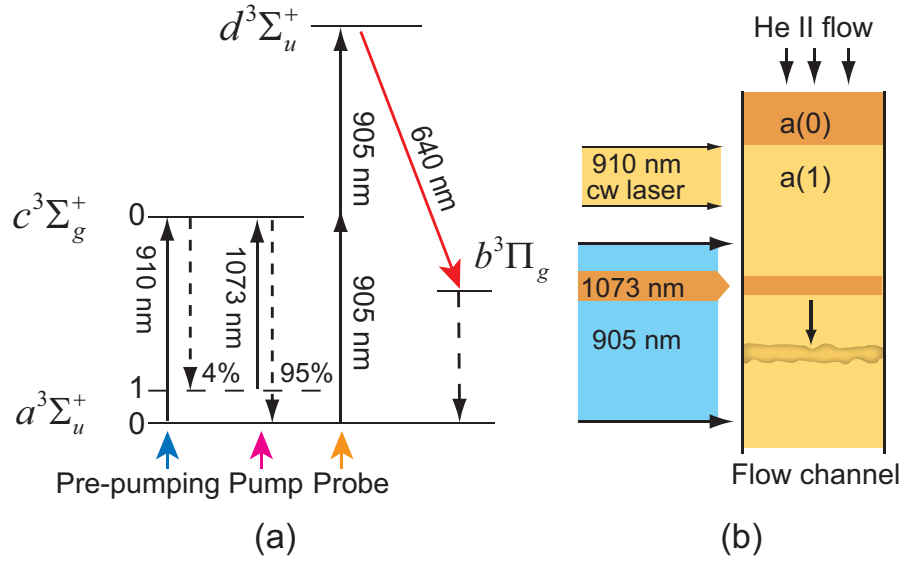 d³Σᵤ⁺
640 nm
905 nm
c³Σg⁺
0
b³Πg
910 nm
1073 nm
905 nm
4%
95%
1
a³Σᵤ⁺
0
Pre-pumping
Pump
Probe
(a)
He II flow
a(0)
910 nm
cw laser
a(1)
1073 nm
905 nm
Flow channel
(b)